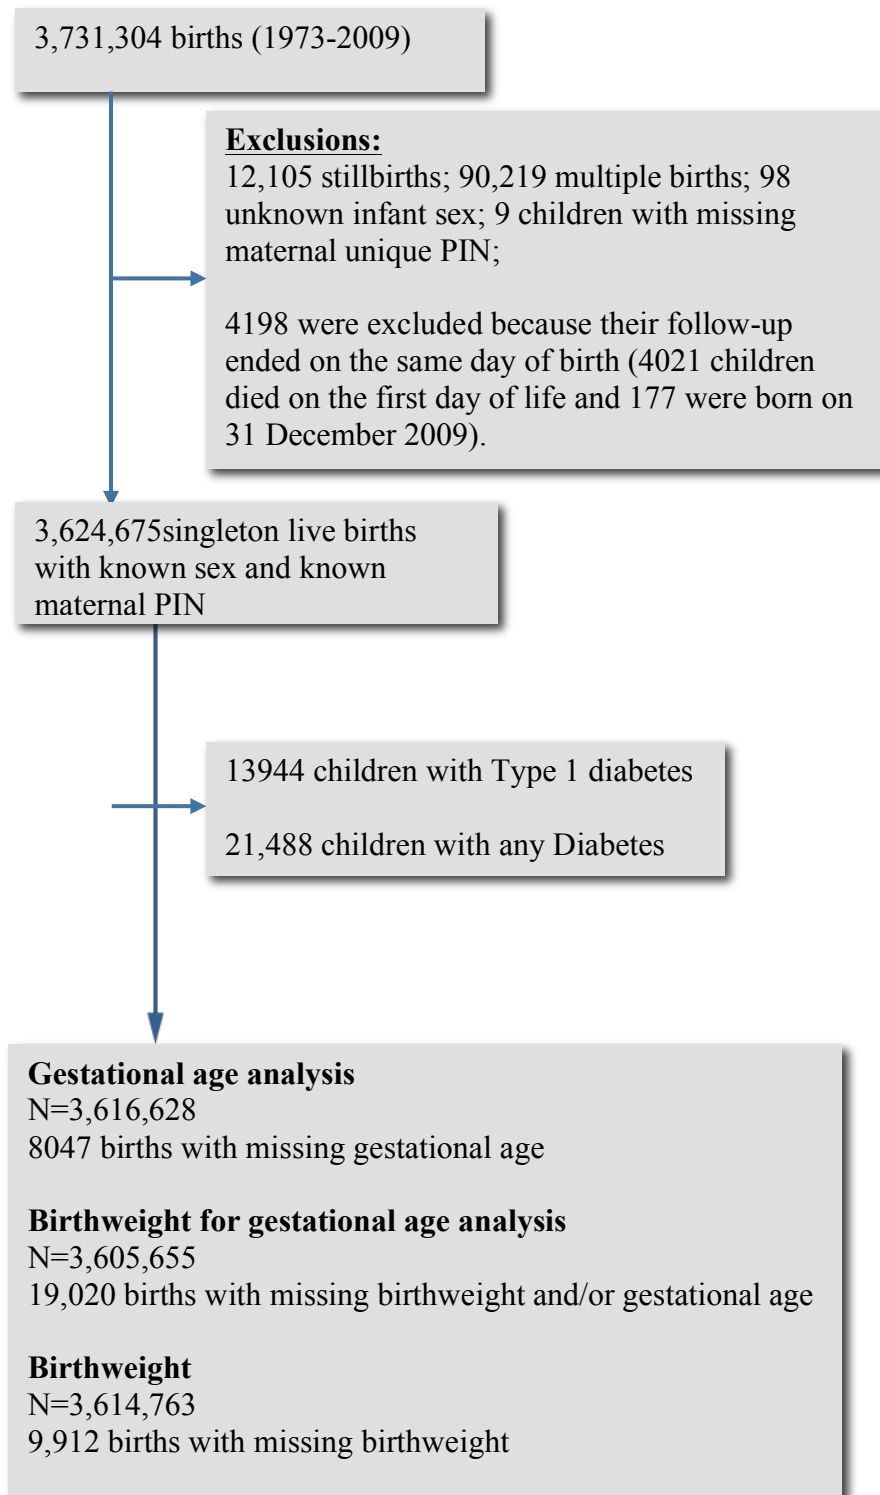 3,731,304 births (1973-2009)
Exclusions:
12,105 stillbirths; 90,219 multiple births; 98
unknown infant sex; 9 children with missing
maternal unique PIN;
4198 were excluded because their follow-up
ended on the same day of birth (4021 children
died on the first day of life and 177 were born on
31 December 2009).
3,624,675singleton live births
with known sex and known
maternal PIN
13944 children with Type 1 diabetes
21,488 children with any Diabetes
Gestational age analysis
N=3,616,628
8047 births with missing gestational age
Birthweight for gestational age analysis
N=3,605,655
19,020 births with missing birthweight and/or gestational age
Birthweight
N=3,614,763
9,912 births with missing birthweight